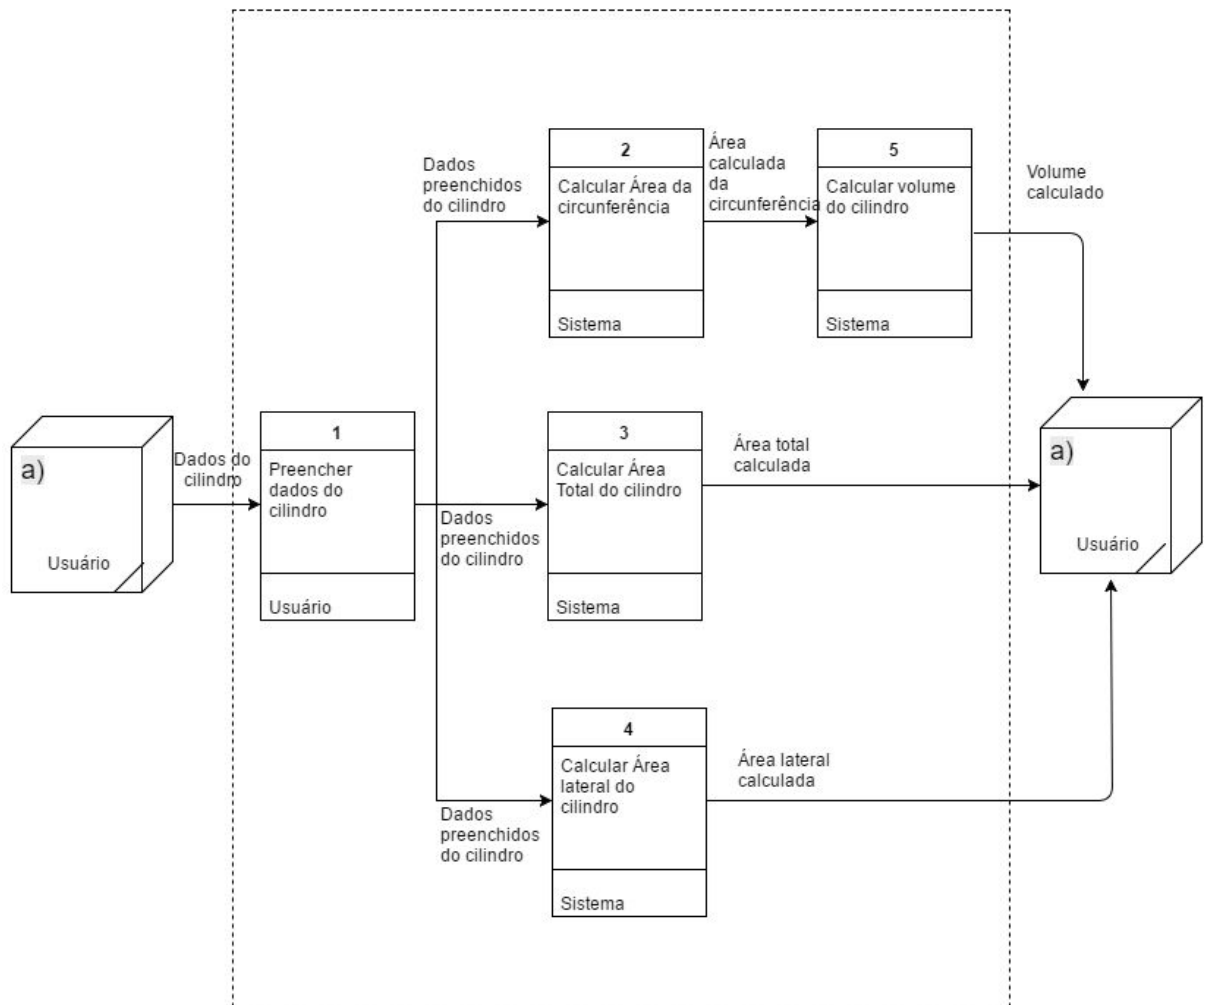 a)
Usuário
Dados do
cilindro
1
Preencher
dados do
cilindro
Usuário
Dados
preenchidos
do cilindro
2
Calcular Área da
circunferência
Sistema
Área
calculada
da
circunferência
5
Calcular volume
do cilindro
Sistema
Volume
calculado
Dados
preenchidos
do cilindro
3
Calcular Área
Total do cilindro
Sistema
Área total
calculada
a)
Usuário
Dados
preenchidos
do cilindro
4
Calcular Área
lateral do
cilindro
Sistema
Área lateral
calculada